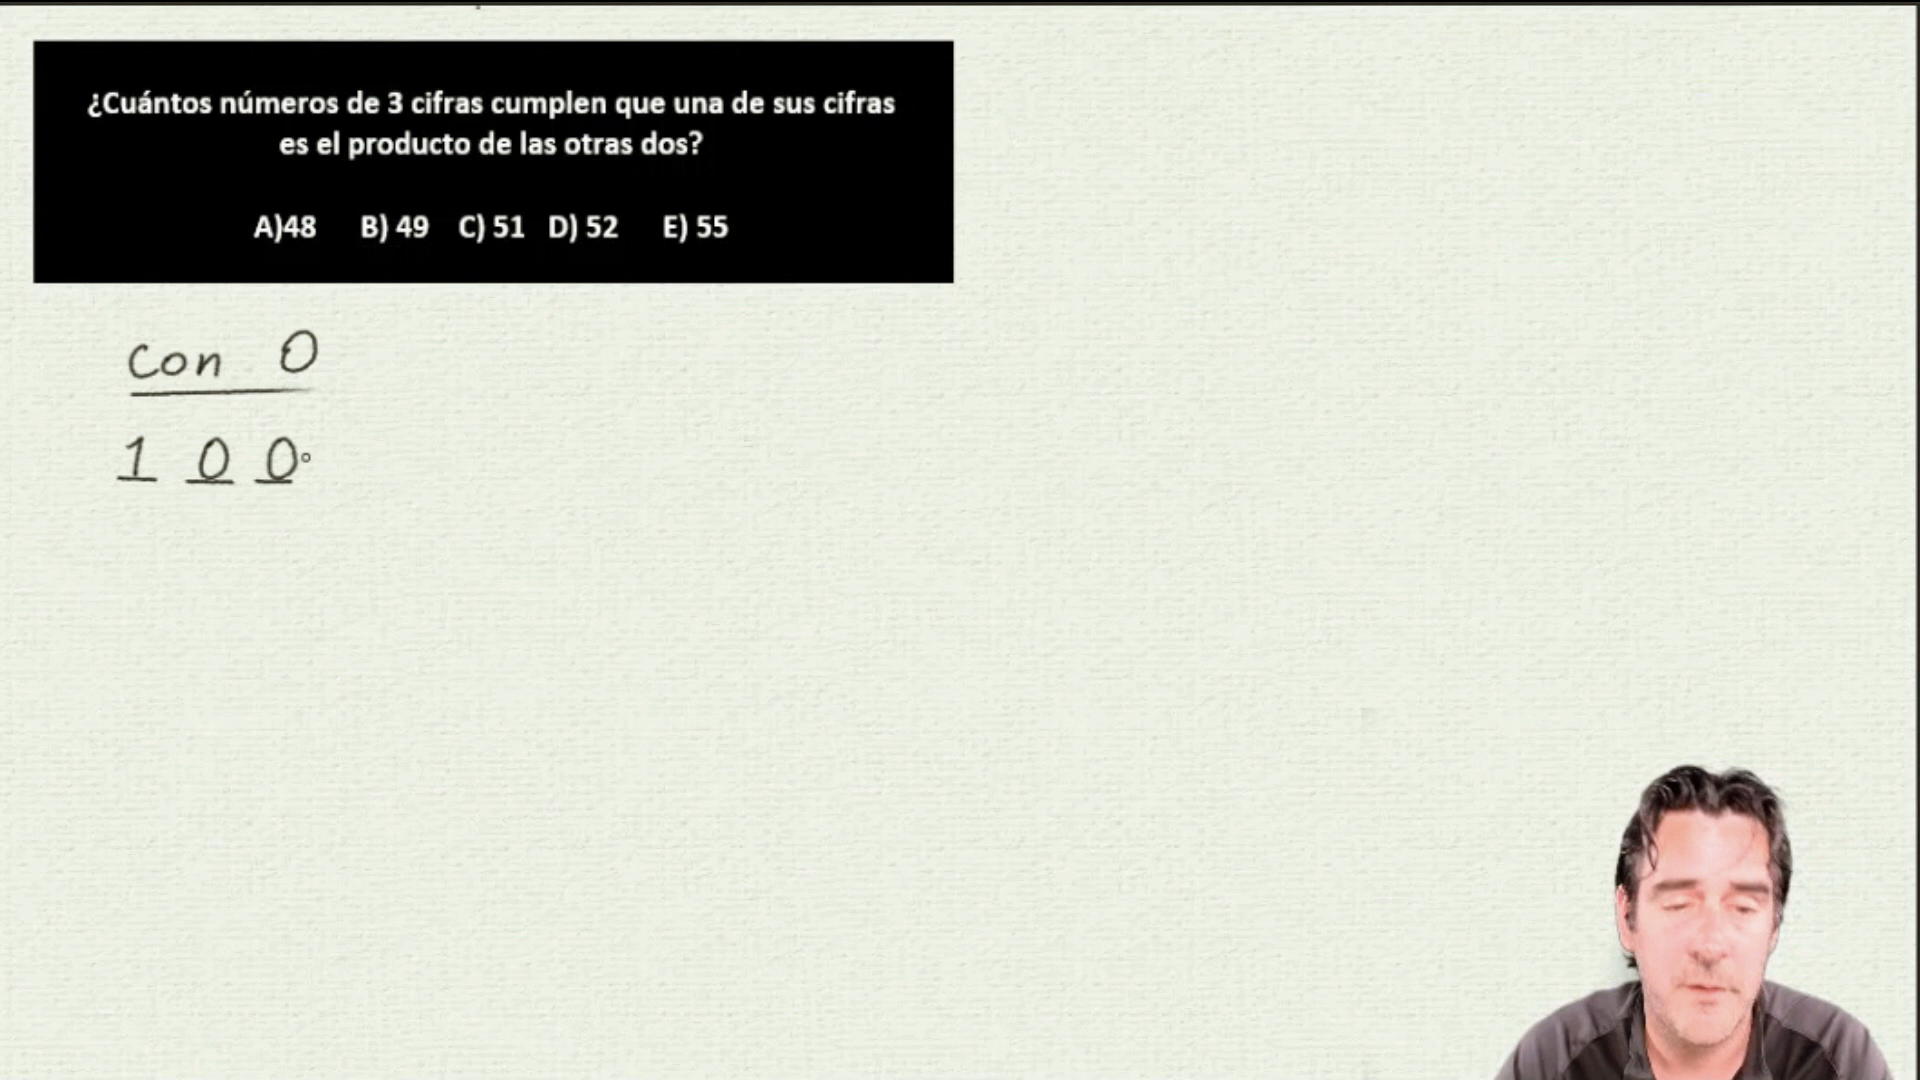 ¿Cuántos números de 3 cifras cumplen que una de sus cifras
es el producto de las otras dos?
A)48 B) 49 C) 51 D) 52 E) 55
Con 0
1 0 0